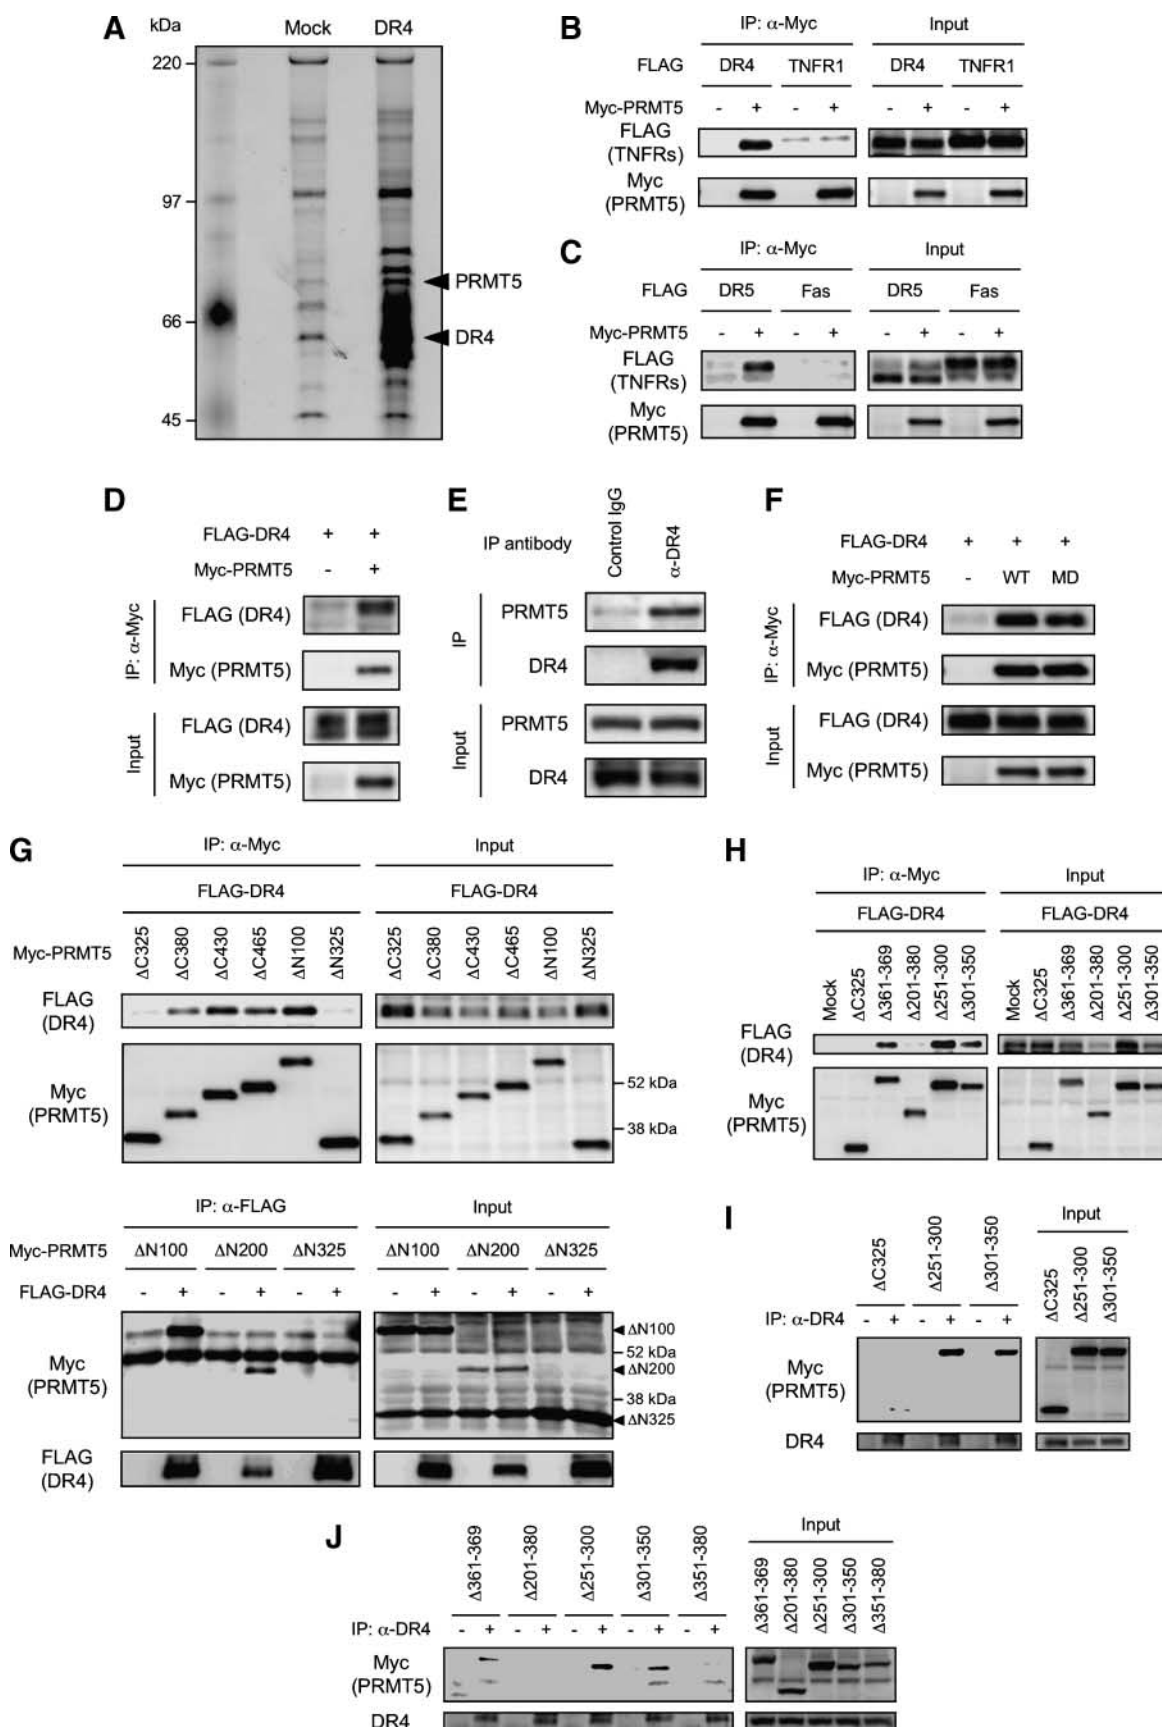 A
kDa
Mock
DR4
220
97
66
45
PRMT5
DR4
B
IP: α-Myc
Input
FLAG
DR4
TNFR1
DR4
TNFR1
Myc-PRMT5
- + - + - + - +
FLAG
(TNFRs)
Myc
(PRMT5)
C
IP: α-Myc
Input
FLAG
DR5
Fas
DR5
Fas
Myc-PRMT5
- + - + - + - +
FLAG
(TNFRs)
Myc
(PRMT5)
D
FLAG-DR4 + +
Myc-PRMT5 - +
IP: α-Myc
FLAG (DR4)
Myc (PRMT5)
Input
FLAG (DR4)
Myc (PRMT5)
E
IP antibody
Control IgG
α-DR4
IP
PRMT5
DR4
Input
PRMT5
DR4
F
FLAG-DR4 + + +
Myc-PRMT5 - WT MD
IP: α-Myc
FLAG (DR4)
Myc (PRMT5)
Input
FLAG (DR4)
Myc (PRMT5)
G
IP: α-Myc
Input
FLAG-DR4
FLAG-DR4
Myc-PRMT5
ΔC325 ΔC380 ΔC430 ΔC465 ΔN100 ΔN325
ΔC325 ΔC380 ΔC430 ΔC465 ΔN100 ΔN325
FLAG
(DR4)
Myc
(PRMT5)
52 kDa
38 kDa
IP: α-FLAG
Input
Myc-PRMT5
ΔN100 ΔN200 ΔN325
ΔN100 ΔN200 ΔN325
FLAG-DR4
- + - + - + - + - + - +
Myc
(PRMT5)
ΔN100
52 kDa
ΔN200
38 kDa
ΔN325
FLAG
(DR4)
H
IP: α-Myc
Input
FLAG-DR4
FLAG-DR4
Mock ΔC325 Δ361-369 Δ201-380 Δ251-300 Δ301-350
Mock ΔC325 Δ361-369 Δ201-380 Δ251-300 Δ301-350
FLAG
(DR4)
Myc
(PRMT5)
I
Input
ΔC325 Δ251-300 Δ301-350
ΔC325 Δ251-300 Δ301-350
IP: α-DR4 - + - + - +
Myc
(PRMT5)
DR4
J
Input
Δ361-369 Δ201-380 Δ251-300 Δ301-350 Δ351-380
Δ361-369 Δ201-380 Δ251-300 Δ301-350 Δ351-380
IP: α-DR4 - + - + - + - + - +
Myc
(PRMT5)
DR4